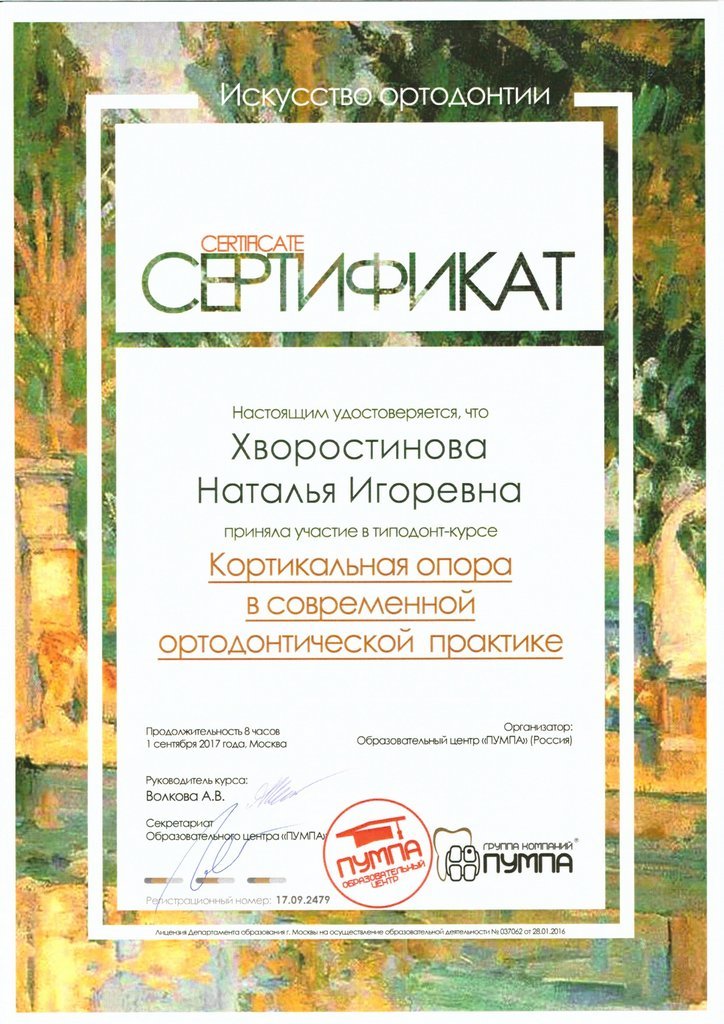 Искусство ортодонтии
CERTIFICATE
СЕРТИФИКАТ
Настоящим удостоверяется, что
Хворостинова
Наталья Игоревна
приняла участие в типодонт-курсе
Кортикальная опора
в современной
ортодонтической практике
Продолжительность 8 часов
1 сентября 2017 года, Москва
Организатор:
Образовательный центр «ПУМПА» (Россия)
Руководитель курса:
Волкова А.В.
Секретариат
Образовательного центра «ПУМПА»
ПУМПА
ОБРАЗОВАТЕЛЬНЫЙ
ЦЕНТР
ГРУППА КОМПАНИЙ
ПУМПА®
Регистрационный номер: 17.09.2479
Лицензия Департамента образования г. Москвы на осуществление образовательной деятельности № 037062 от 28.01.2016